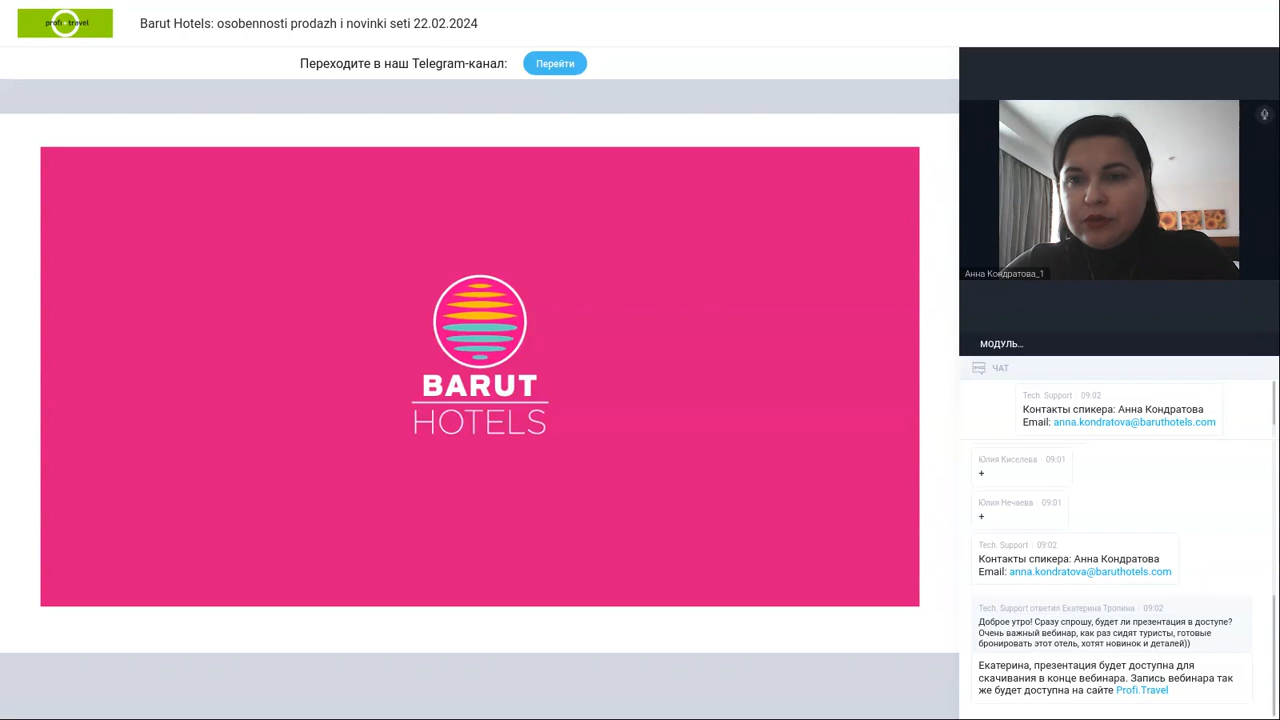 profi travel
Barut Hotels: osobennosti prodazh i novinki seti 22.02.2024
Переходите в наш Telegram-канал:
Перейти
BARUT
HOTELS
Анна Кондратова_1
МОДУЛЬ...
ЧАТ
Tech. Support · 09:02
Контакты спикера: Анна Кондратова
Email: anna.kondratova@baruthotels.com
Юлия Киселева · 09:01
+
Юлия Нечаева · 09:01
+
Tech. Support · 09:02
Контакты спикера: Анна Кондратова
Email: anna.kondratova@baruthotels.com
Tech. Support ответил Екатерина Тропина · 09:02
Доброе утро! Сразу спрошу, будет ли презентация в доступе?
Очень важный вебинар, как раз сидят туристы, готовые
бронировать этот отель, хотят новинок и деталей))
Екатерина, презентация будет доступна для
скачивания в конце вебинара. Запись вебинара так
же будет доступна на сайте Profi.Travel